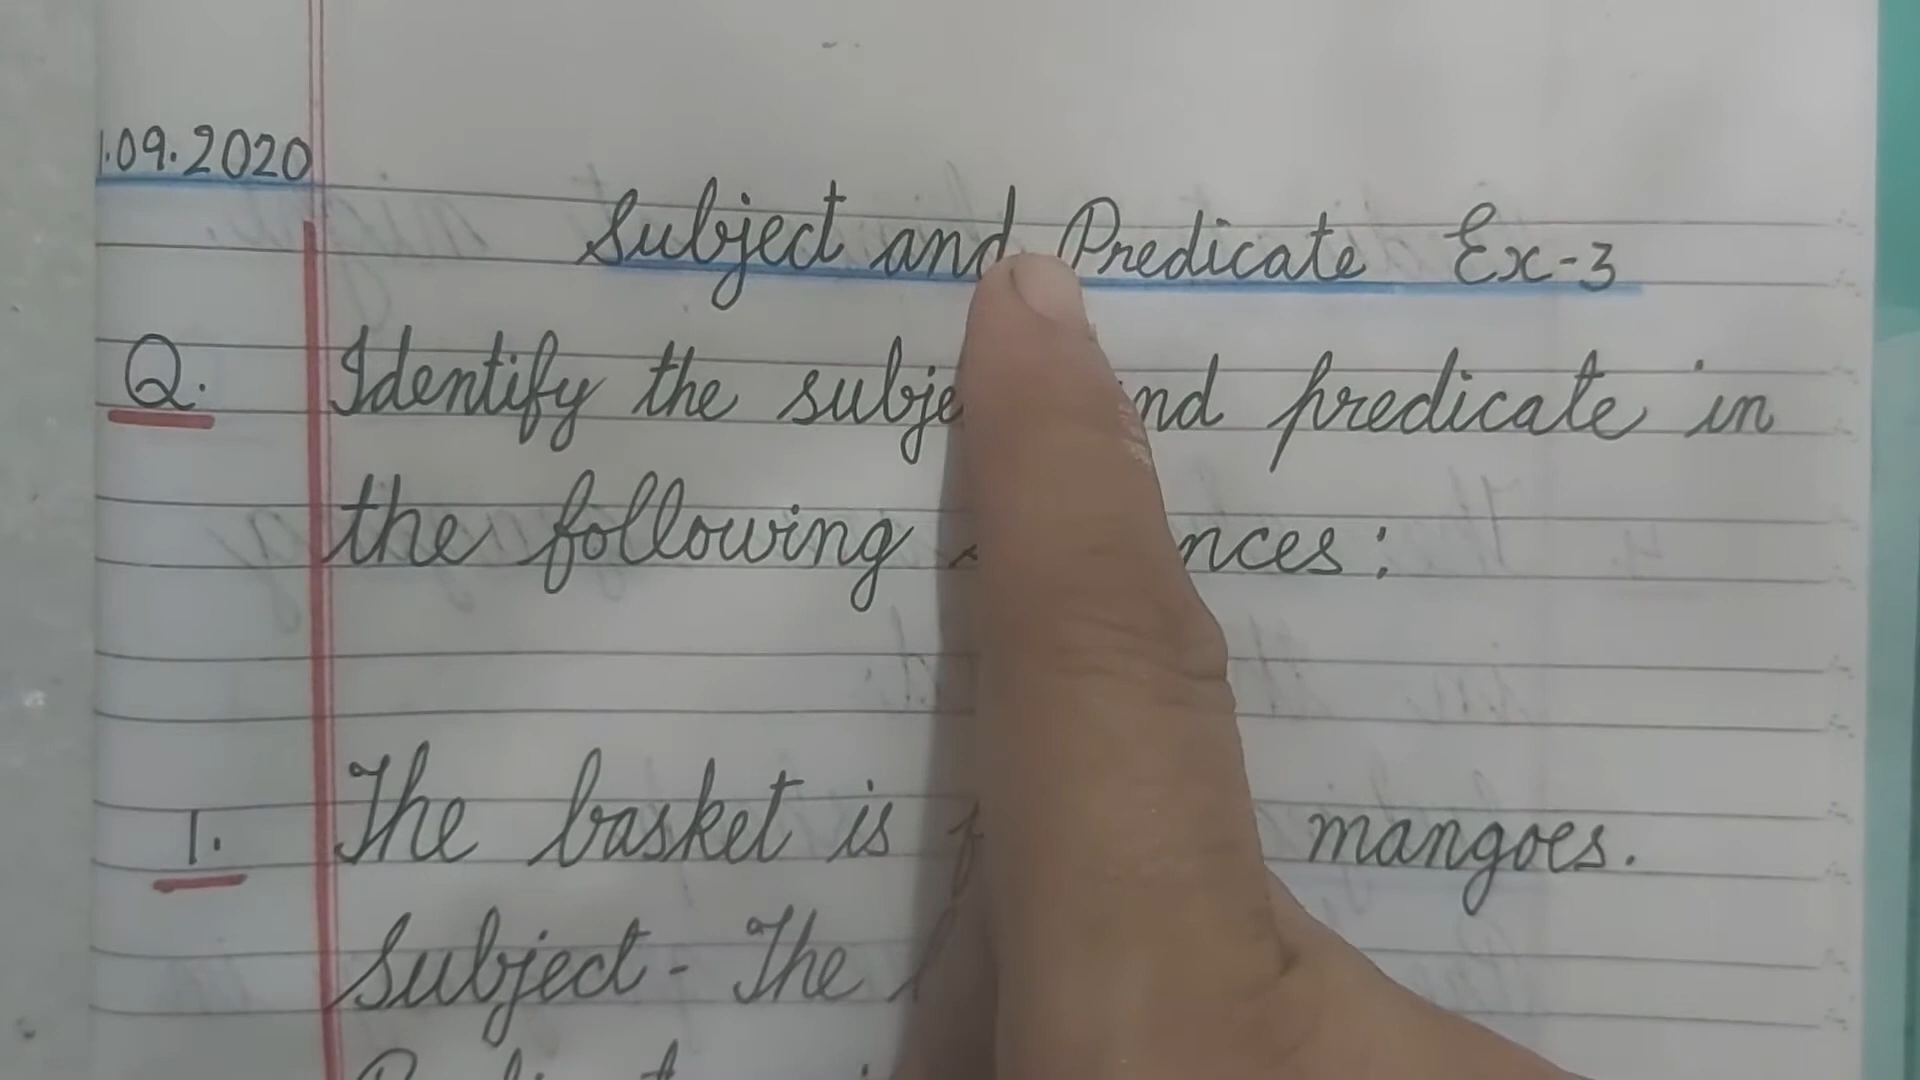 1.09.2020
Subject and Predicate Ex-3
Q. Identify the subje nd predicate in
the following nces:
1. The basket is mangoes.
Subject - The